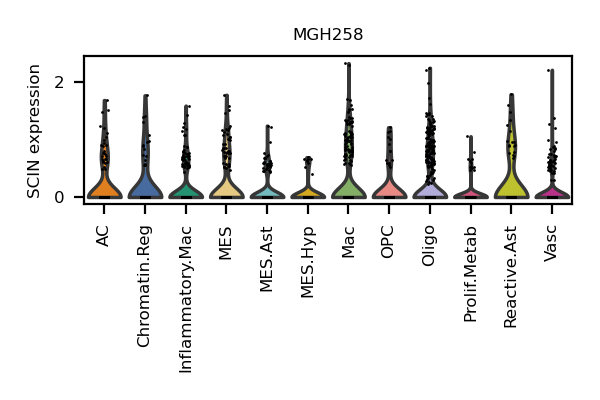 MGH258
SCIN expression
2
0
AC
Chromatin.Reg
Inflammatory.Mac
MES
MES.Ast
MES.Hyp
Mac
OPC
Oligo
Prolif.Metab
Reactive.Ast
Vasc